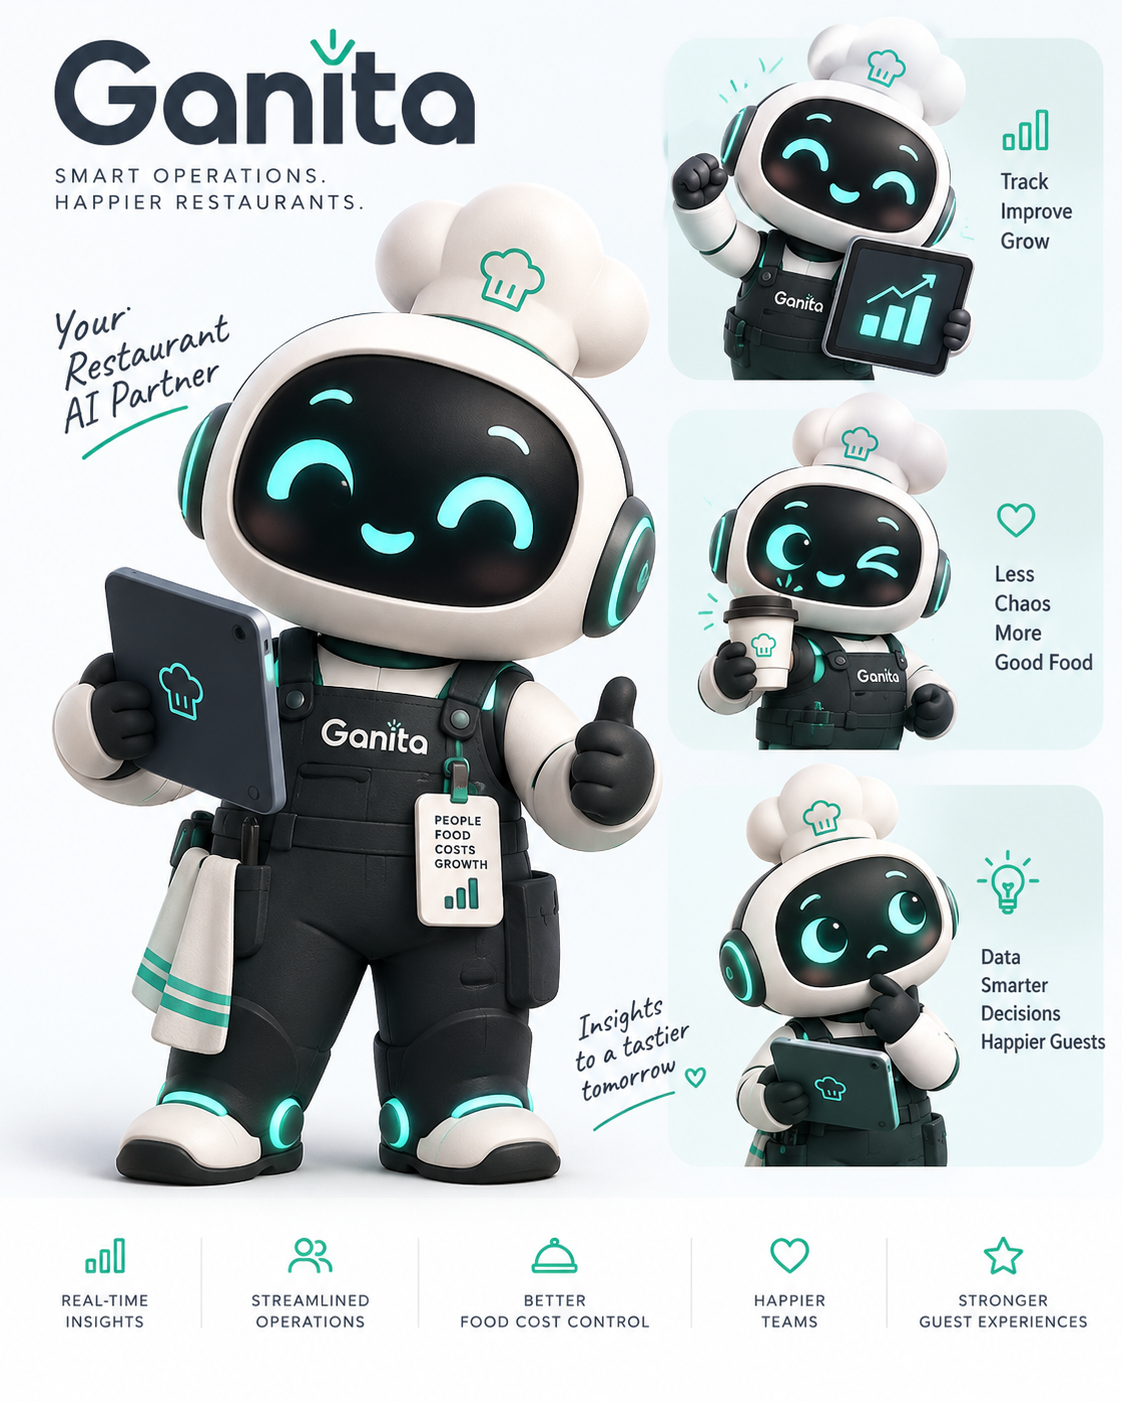 Ganita
SMART OPERATIONS.
HAPPIER RESTAURANTS.
Your
Restaurant
AI Partner
Ganita
PEOPLE
FOOD
COSTS
GROWTH
Insights
to a tastier
tomorrow
Ganita
Track
Improve
Grow
Ganita
Less
Chaos
More
Good Food
Data
Smarter
Decisions
Happier Guests
REAL-TIME
INSIGHTS
STREAMLINED
OPERATIONS
BETTER
FOOD COST CONTROL
HAPPIER
TEAMS
STRONGER
GUEST EXPERIENCES